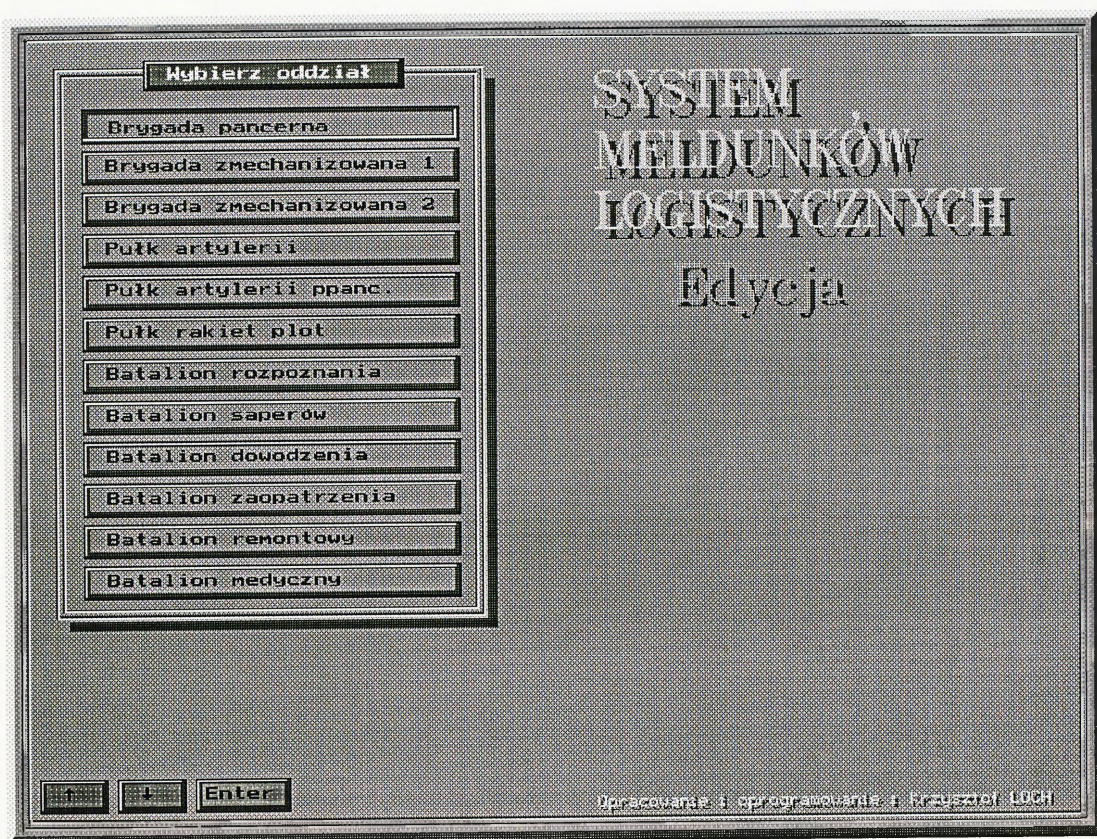 Wybierz oddział
Brygada pancerna
Brygada zmechanizowana 1
Brygada zmechanizowana 2
Pułk artylerii
Pułk artylerii ppanc.
Pułk rakiet plot
Batalion rozpoznania
Batalion saperów
Batalion dowodzenia
Batalion zaopatrzenia
Batalion remontowy
Batalion medyczny
SYSTEM
MELDUNKÓW
LOGISTYCZNYCH
Edycja
↑ ↓ Enter
Opracowanie i oprogramowanie : Krzysztof LOCH